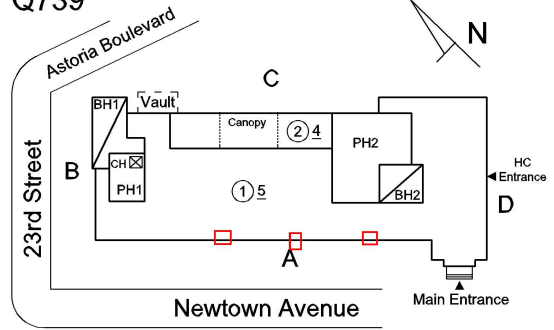 Q739
Astoria Boulevard
N
C
BH1
Vault
Canopy
2 4
PH2
CH
B
PH1
1 5
BH2
HC
Entrance
D
23rd Street
A
Main Entrance
Newtown Avenue